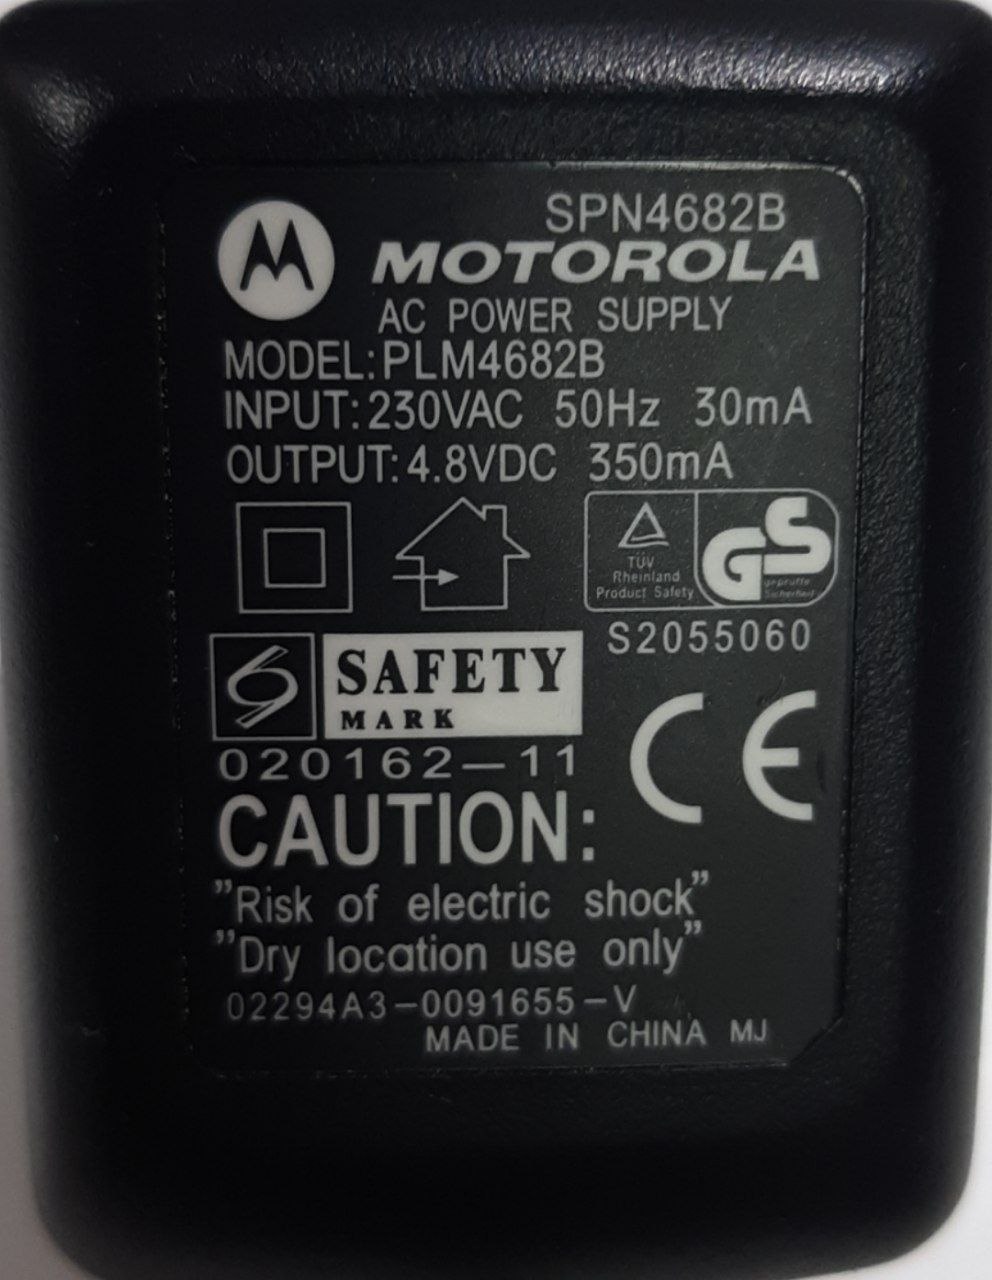 SPN4682B
MOTOROLA
AC POWER SUPPLY
MODEL:PLM4682B
INPUT:230VAC 50Hz 30mA
OUTPUT:4.8VDC 350mA
TÜV
Rheinland
Product Safety
GS
geprüfte
Sicherheit
S2055060
SAFETY
MARK
020162-11
CE
CAUTION:
"Risk of electric shock"
"Dry location use only"
02294A3-0091655-V
MADE IN CHINA MJ